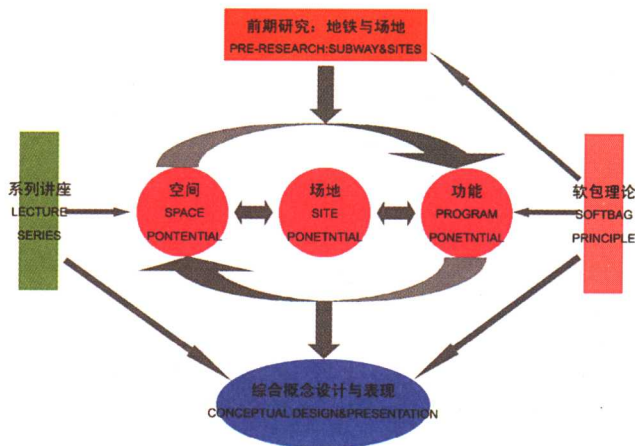 前期研究：地铁与场地
PRE-RESEARCH:SUBWAY&SITES
系列讲座
LECTURE
SERIES
空间
SPACE
PONTENTIAL
场地
SITE
PONETNTIAL
功能
PROGRAM
PONETNTIAL
软包理论
SOFTBAG
PRINCIPLE
综合概念设计与表现
CONCEPTUAL DESIGN&PRESENTATION